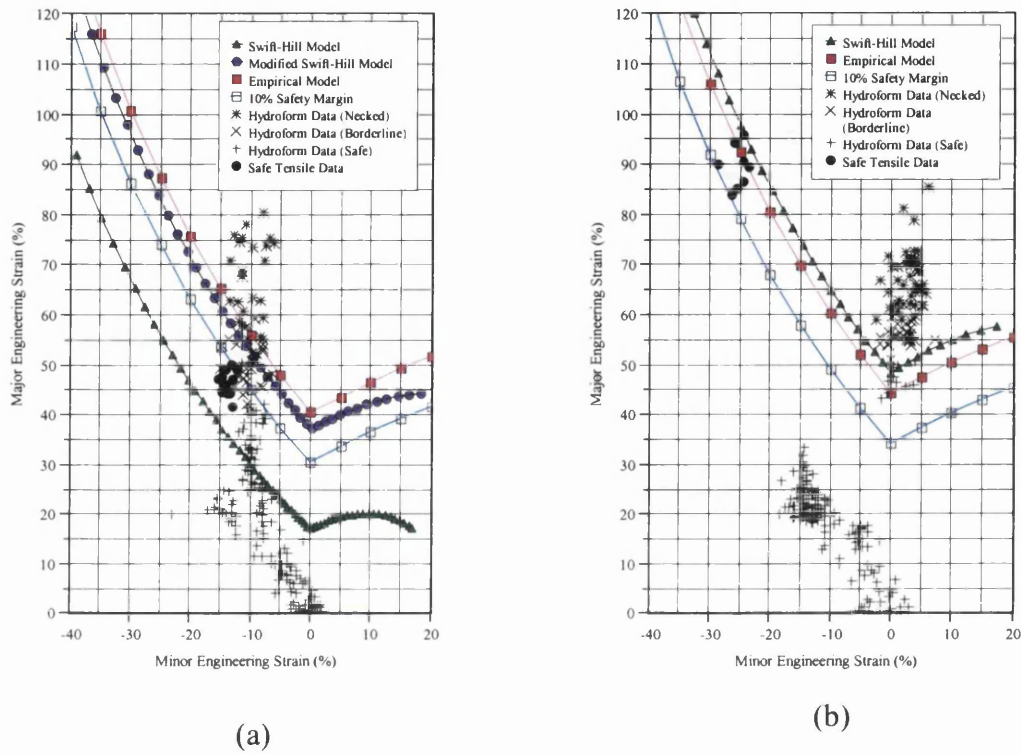 120
110
100
90
80
70
60
50
40
30
20
10
0
Major Engineering Strain (%)
-40 -30 -20 -10 0 10 20
Minor Engineering Strain (%)
Swift-Hill Model
Modified Swift-Hill Model
Empirical Model
10% Safety Margin
Hydroform Data (Necked)
Hydroform Data (Borderline)
Hydroform Data (Safe)
Safe Tensile Data
(a)
120
110
100
90
80
70
60
50
40
30
20
10
0
Major Engineering Strain (%)
-40 -30 -20 -10 0 10 20
Minor Engineering Strain (%)
Swift-Hill Model
Empirical Model
10% Safety Margin
Hydroform Data (Necked)
Hydroform Data
(Borderline)
Hydroform Data (Safe)
Safe Tensile Data
(b)